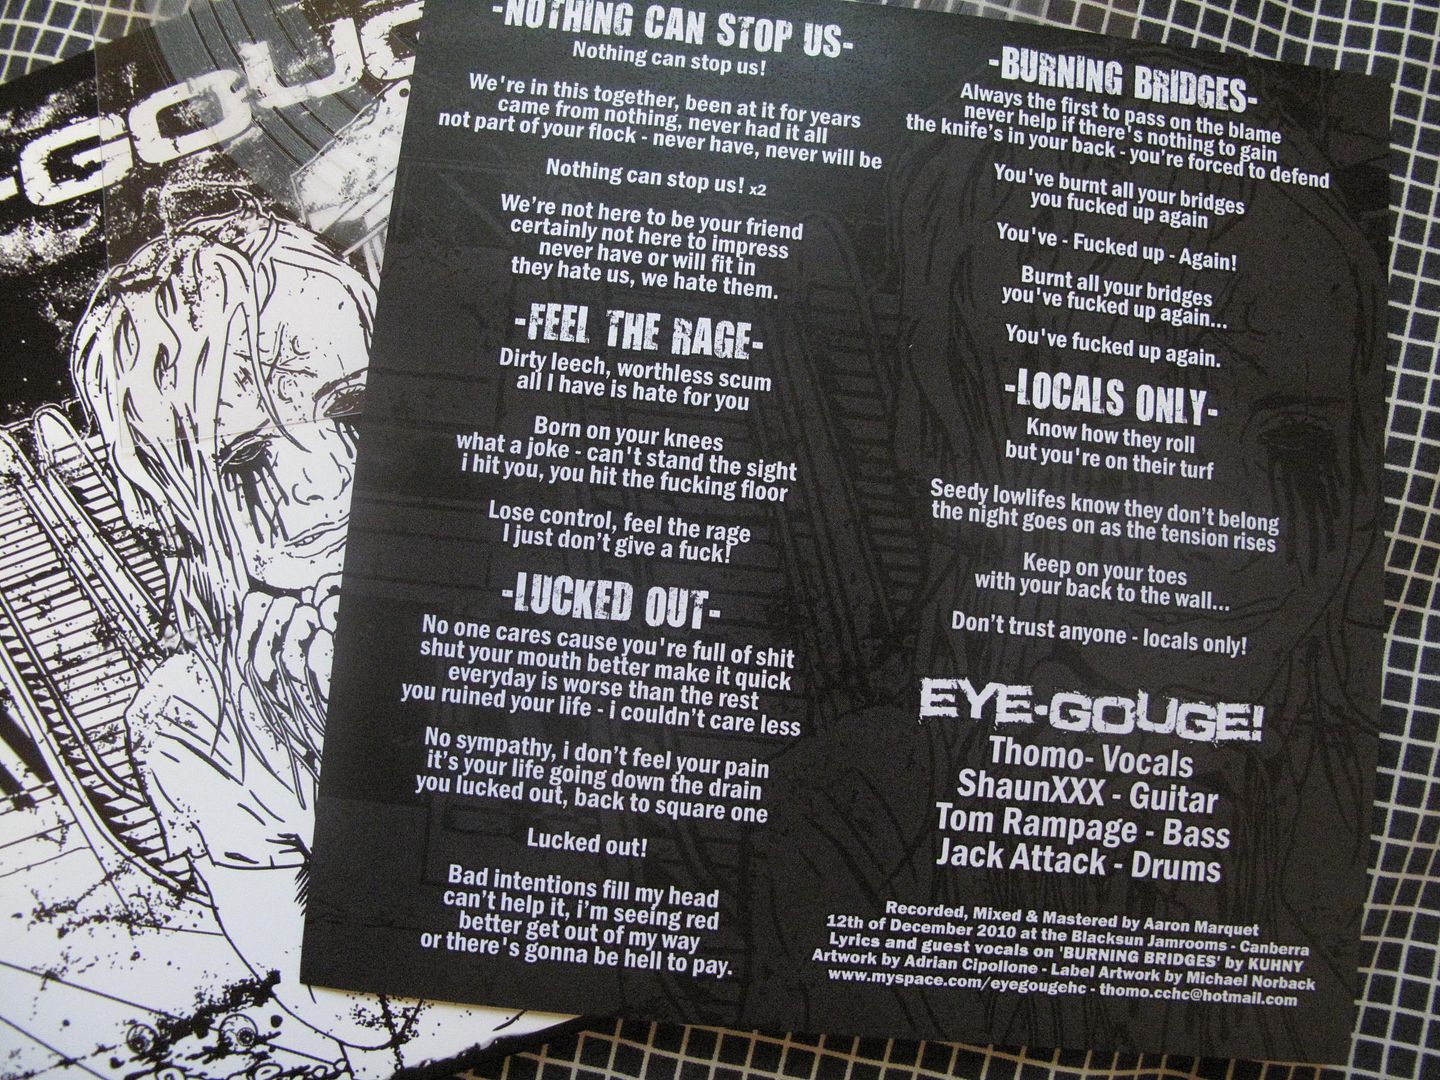 -GOUG
-NOTHING CAN STOP US-
Nothing can stop us!
We're in this together, been at it for years
came from nothing, never had it all
not part of your flock - never have, never will be
Nothing can stop us! x2
We're not here to be your friend
certainly not here to impress
never have or will fit in
they hate us, we hate them.
-FEEL THE RAGE-
Dirty leech, worthless scum
all I have is hate for you
Born on your knees
what a joke - can't stand the sight
i hit you, you hit the fucking floor
Lose control, feel the rage
I just don't give a fuck!
-LUCKED OUT-
No one cares cause you're full of shit
shut your mouth better make it quick
everyday is worse than the rest
you ruined your life - i couldn't care less
No sympathy, i don't feel your pain
it's your life going down the drain
you lucked out, back to square one
Lucked out!
Bad intentions fill my head
can't help it, i'm seeing red
better get out of my way
or there's gonna be hell to pay.
-BURNING BRIDGES-
Always the first to pass on the blame
never help if there's nothing to gain
the knife's in your back - you're forced to defend
You've burnt all your bridges
you fucked up again
You've - Fucked up - Again!
Burnt all your bridges
you've fucked up again...
You've fucked up again.
-LOCALS ONLY-
Know how they roll
but you're on their turf
Seedy lowlifes know they don't belong
the night goes on as the tension rises
Keep on your toes
with your back to the wall...
Don't trust anyone - locals only!
EYE-GOUGE!
Thomo- Vocals
ShaunXXX - Guitar
Tom Rampage - Bass
Jack Attack - Drums
Recorded, Mixed & Mastered by Aaron Marquet
12th of December 2010 at the Blacksun Jamrooms - Canberra
Lyrics and guest vocals on 'BURNING BRIDGES' by KUHNY
Artwork by Adrian Cipollone - Label Artwork by Michael Norback
www.myspace.com/eyegougehc - thomo.cchc@hotmail.com